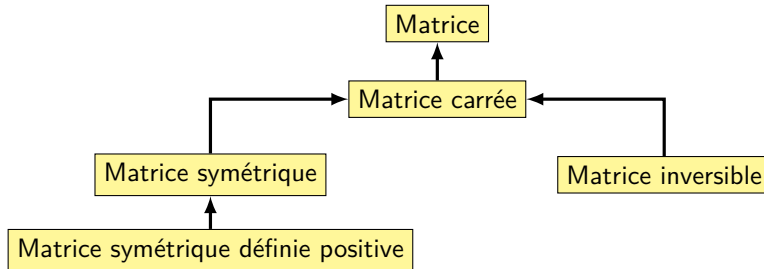 Matrice
Matrice carrée
Matrice symétrique
Matrice inversible
Matrice symétrique définie positive